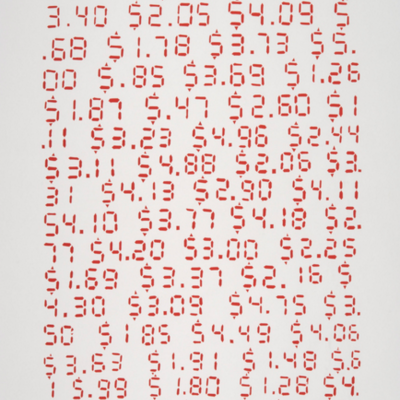 3.40 $2.05 $4.09 $
.68 $1.78 $3.73 $5.
00 $.85 $3.69 $1.26
$1.87 $.47 $2.60 $1
.11 $3.23 $4.96 $2.44
$3.11 $4.88 $2.06 $3.
31 $4.13 $2.90 $4.11
$4.10 $3.77 $4.18 $2.
77 $4.20 $3.00 $2.25
$1.69 $3.37 $2. 16 $
4.30 $3.09 $4.75 $3.
50 $1 85 $4.49 $4.06
$3.63 $1.91 $1.48 $.6
1 $.99 $1.80 $1.28 $4.